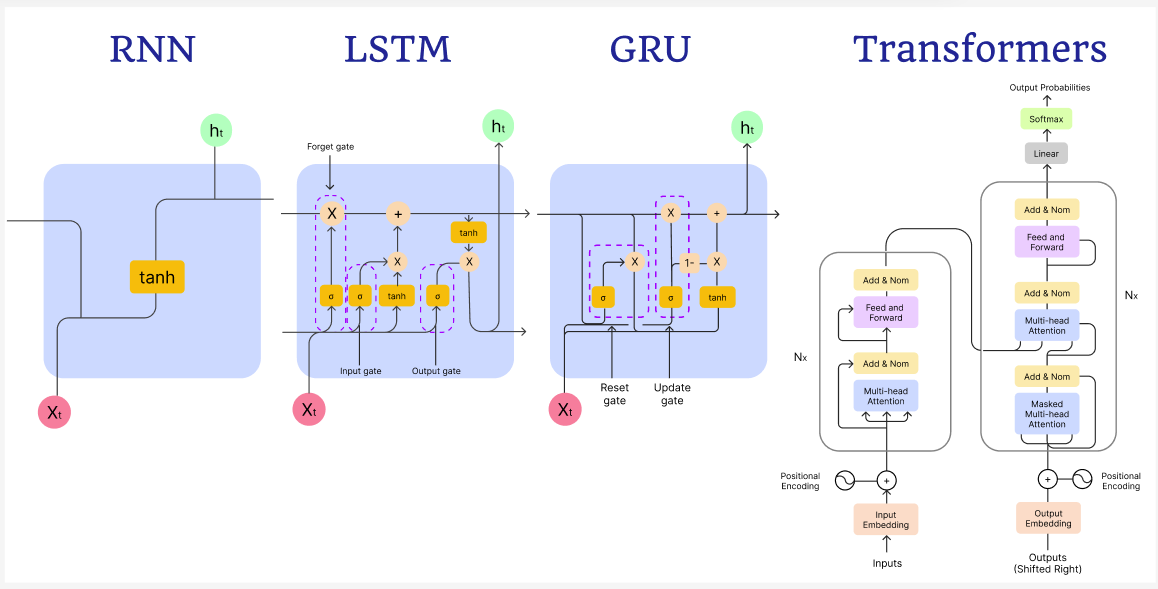 RNN
LSTM
GRU
Transformers
ht
tanh
Xt
ht
Forget gate
X
+
tanh
X
X
σ
σ
tanh
σ
Input gate
Output gate
Xt
ht
X
+
X
1-
X
σ
σ
tanh
Reset
gate
Update
gate
Xt
Output Probabilities
Softmax
Linear
Add & Nom
Feed and
Forward
Add & Nom
Multi-head
Attention
Add & Nom
Masked
Multi-head
Attention
Nx
+
Positional
Encoding
Output
Embedding
Outputs
(Shifted Right)
Add & Nom
Feed and
Forward
Add & Nom
Multi-head
Attention
Nx
Positional
Encoding
+
Input
Embedding
Inputs